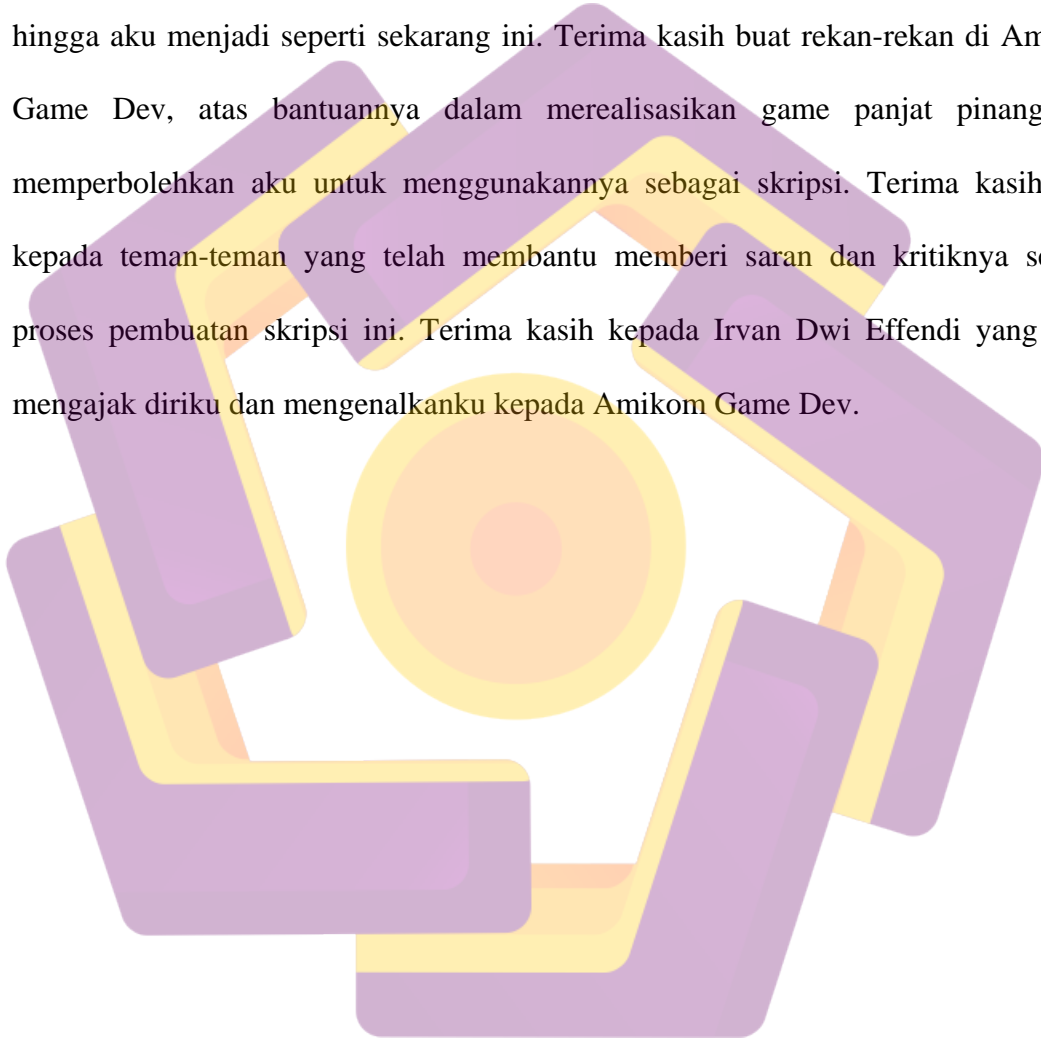 hingga aku menjadi seperti sekarang ini. Terima kasih buat rekan-rekan di Am
Game Dev, atas bantuannya dalam merealisasikan game panjat pinang
memperbolehkan aku untuk menggunakannya sebagai skripsi. Terima kasih
kepada teman-teman yang telah membantu memberi saran dan kritiknya se
proses pembuatan skripsi ini. Terima kasih kepada Irvan Dwi Effendi yang
mengajak diriku dan mengenalkanku kepada Amikom Game Dev.